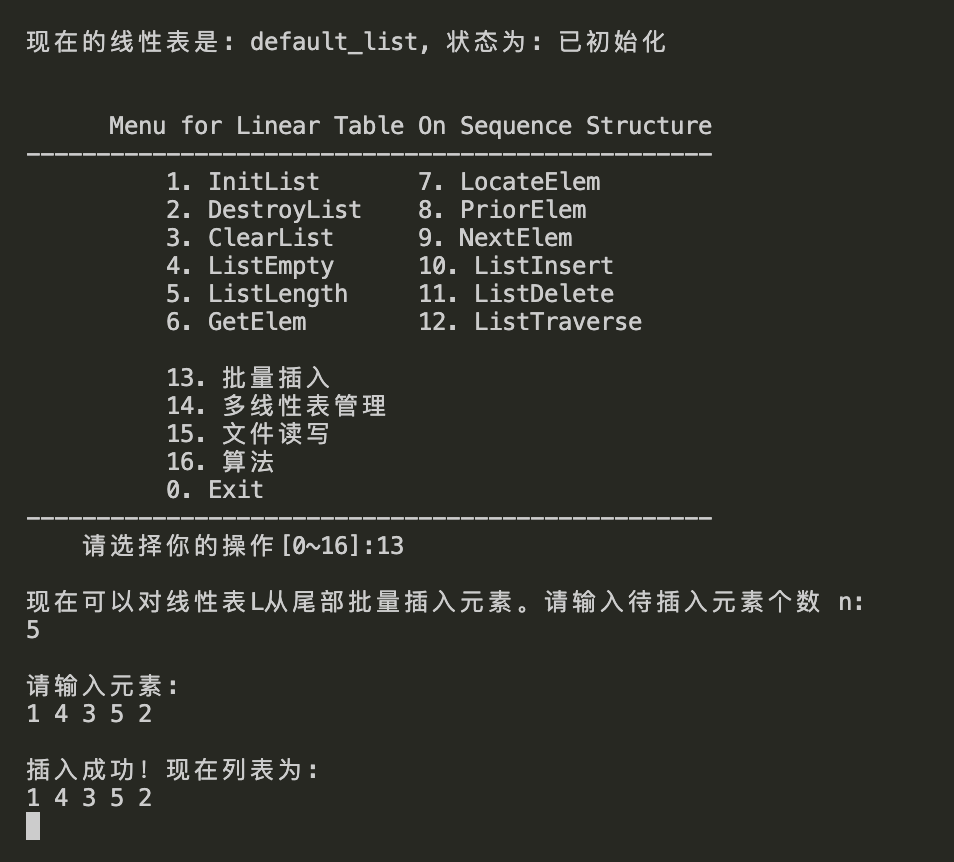 现在的线性表是: default_list, 状态为: 已初始化
Menu for Linear Table On Sequence Structure
-------------------------------------------------
1. InitList 7. LocateElem
2. DestroyList 8. PriorElem
3. ClearList 9. NextElem
4. ListEmpty 10. ListInsert
5. ListLength 11. ListDelete
6. GetElem 12. ListTraverse
13. 批量插入
14. 多线性表管理
15. 文件读写
16. 算法
0. Exit
-------------------------------------------------
请选择你的操作[0~16]:13
现在可以对线性表L从尾部批量插入元素。请输入待插入元素个数 n:
5
请输入元素:
1 4 3 5 2
插入成功! 现在列表为:
1 4 3 5 2